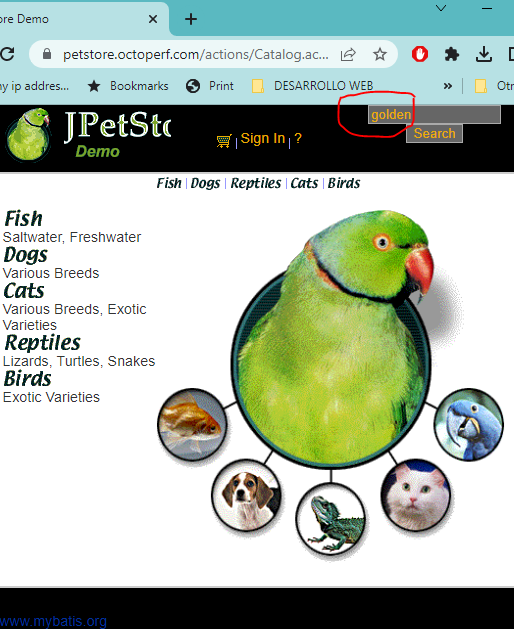 ore Demo
petstore.octoperf.com/actions/Catalog.ac...
ny ip address...
Bookmarks
Print
DESARROLLO WEB
»
Otr
JPetSto
Demo
Sign In | ?
golden
Search
Fish | Dogs | Reptiles | Cats | Birds
Fish
Saltwater, Freshwater
Dogs
Various Breeds
Cats
Various Breeds, Exotic
Varieties
Reptiles
Lizards, Turtles, Snakes
Birds
Exotic Varieties
www.mybatis.org